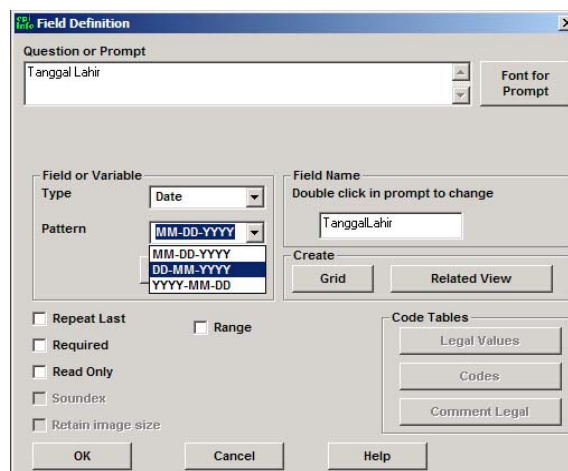 Epi Info Field Definition
Question or Prompt
Tanggal Lahir
Font for
Prompt
Field or Variable
Type
Date
Pattern
MM-DD-YYYY
MM-DD-YYYY
DD-MM-YYYY
YYYY-MM-DD
Field Name
Double click in prompt to change
TanggalLahir
Create
Grid
Related View
Repeat Last
Range
Required
Read Only
Soundex
Retain image size
Code Tables
Legal Values
Codes
Comment Legal
OK
Cancel
Help